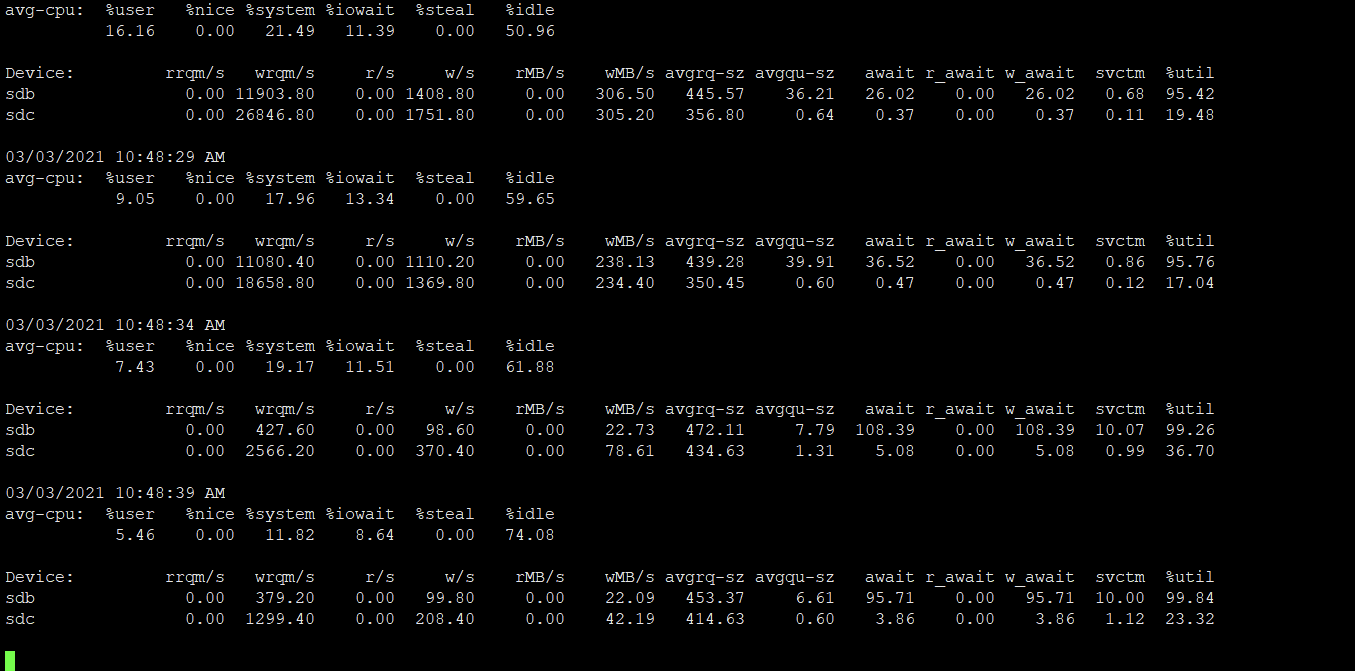 avg-cpu:  %user   %nice %system %iowait  %steal   %idle
          16.16    0.00   21.49   11.39    0.00   50.96
Device:         rrqm/s   wrqm/s     r/s     w/s    rMB/s    wMB/s avgrq-sz avgqu-sz   await r_await w_await  svctm  %util
sdb               0.00 11903.80    0.00 1408.80     0.00   306.50   445.57    36.21   26.02    0.00   26.02   0.68  95.42
sdc               0.00 26846.80    0.00 1751.80     0.00   305.20   356.80     0.64    0.37    0.00    0.37   0.11  19.48
03/03/2021 10:48:29 AM
avg-cpu:  %user   %nice %system %iowait  %steal   %idle
           9.05    0.00   17.96   13.34    0.00   59.65
Device:         rrqm/s   wrqm/s     r/s     w/s    rMB/s    wMB/s avgrq-sz avgqu-sz   await r_await w_await  svctm  %util
sdb               0.00 11080.40    0.00 1110.20     0.00   238.13   439.28    39.91   36.52    0.00   36.52   0.86  95.76
sdc               0.00 18658.80    0.00 1369.80     0.00   234.40   350.45     0.60    0.47    0.00    0.47   0.12  17.04
03/03/2021 10:48:34 AM
avg-cpu:  %user   %nice %system %iowait  %steal   %idle
           7.43    0.00   19.17   11.51    0.00   61.88
Device:         rrqm/s   wrqm/s     r/s     w/s    rMB/s    wMB/s avgrq-sz avgqu-sz   await r_await w_await  svctm  %util
sdb               0.00   427.60    0.00   98.60     0.00    22.73   472.11     7.79  108.39    0.00  108.39  10.07  99.26
sdc               0.00  2566.20    0.00  370.40     0.00    78.61   434.63     1.31    5.08    0.00    5.08   0.99  36.70
03/03/2021 10:48:39 AM
avg-cpu:  %user   %nice %system %iowait  %steal   %idle
           5.46    0.00   11.82    8.64    0.00   74.08
Device:         rrqm/s   wrqm/s     r/s     w/s    rMB/s    wMB/s avgrq-sz avgqu-sz   await r_await w_await  svctm  %util
sdb               0.00   379.20    0.00   99.80     0.00    22.09   453.37     6.61   95.71    0.00   95.71  10.00  99.84
sdc               0.00  1299.40    0.00  208.40     0.00    42.19   414.63     0.60    3.86    0.00    3.86   1.12  23.32